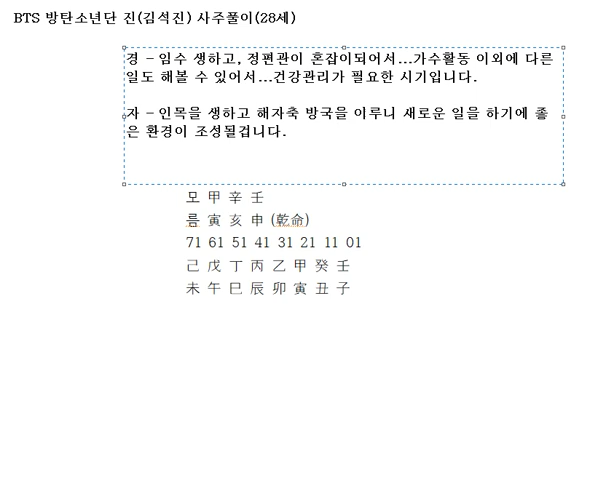 BTS 방탄소년단 진(김석진) 사주풀이(28세)
경 - 임수 생하고, 정편관이 혼잡이되어서...가수활동 이외에 다른
일도 해볼 수 있어서...건강관리가 필요한 시기입니다.
자 - 인목을 생하고 해자축 방국을 이루니 새로운 일을 하기에 좋
은 환경이 조성될겁니다.
모 甲 辛 壬
름 寅 亥 申 (乾命)
71 61 51 41 31 21 11 01
己 戊 丁 丙 乙 甲 癸 壬
未 午 巳 辰 卯 寅 丑 子